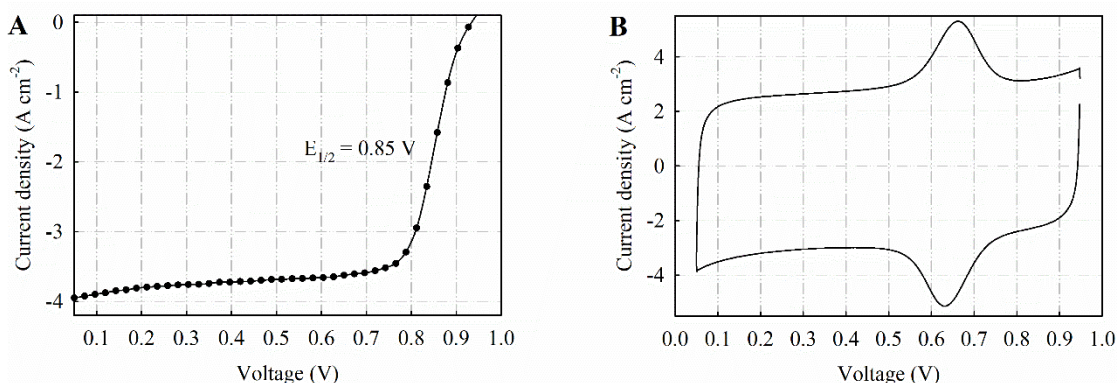 A
Current density (A cm⁻²)
0
-1
-2
-3
-4
E1/2 = 0.85 V
0.1 0.2 0.3 0.4 0.5 0.6 0.7 0.8 0.9 1.0
Voltage (V)
B
Current density (A cm⁻²)
4
2
0
-2
-4
0.0 0.1 0.2 0.3 0.4 0.5 0.6 0.7 0.8 0.9 1.0
Voltage (V)